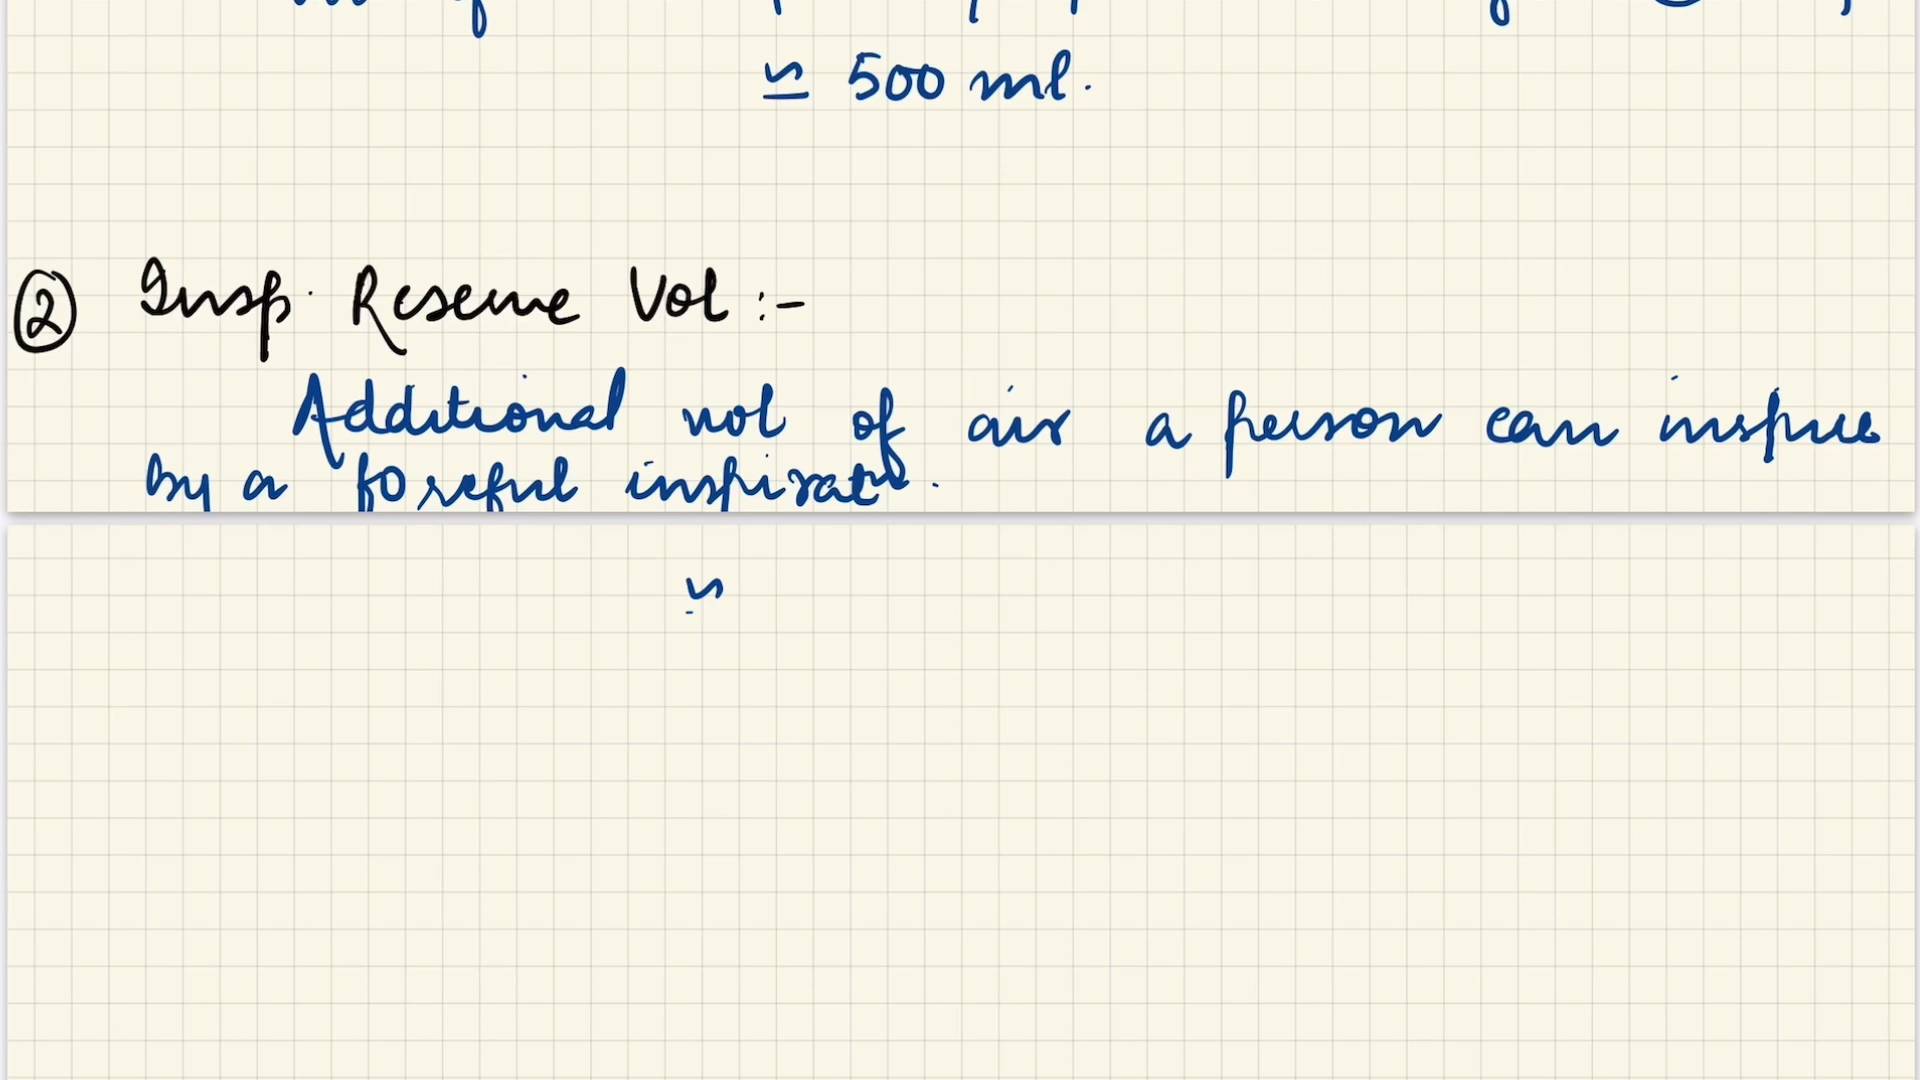 ≃ 500 ml.
② Insp. Reserve Vol :-
Additional vol of air a person can inspire
by a forceful inspiratn.
≃